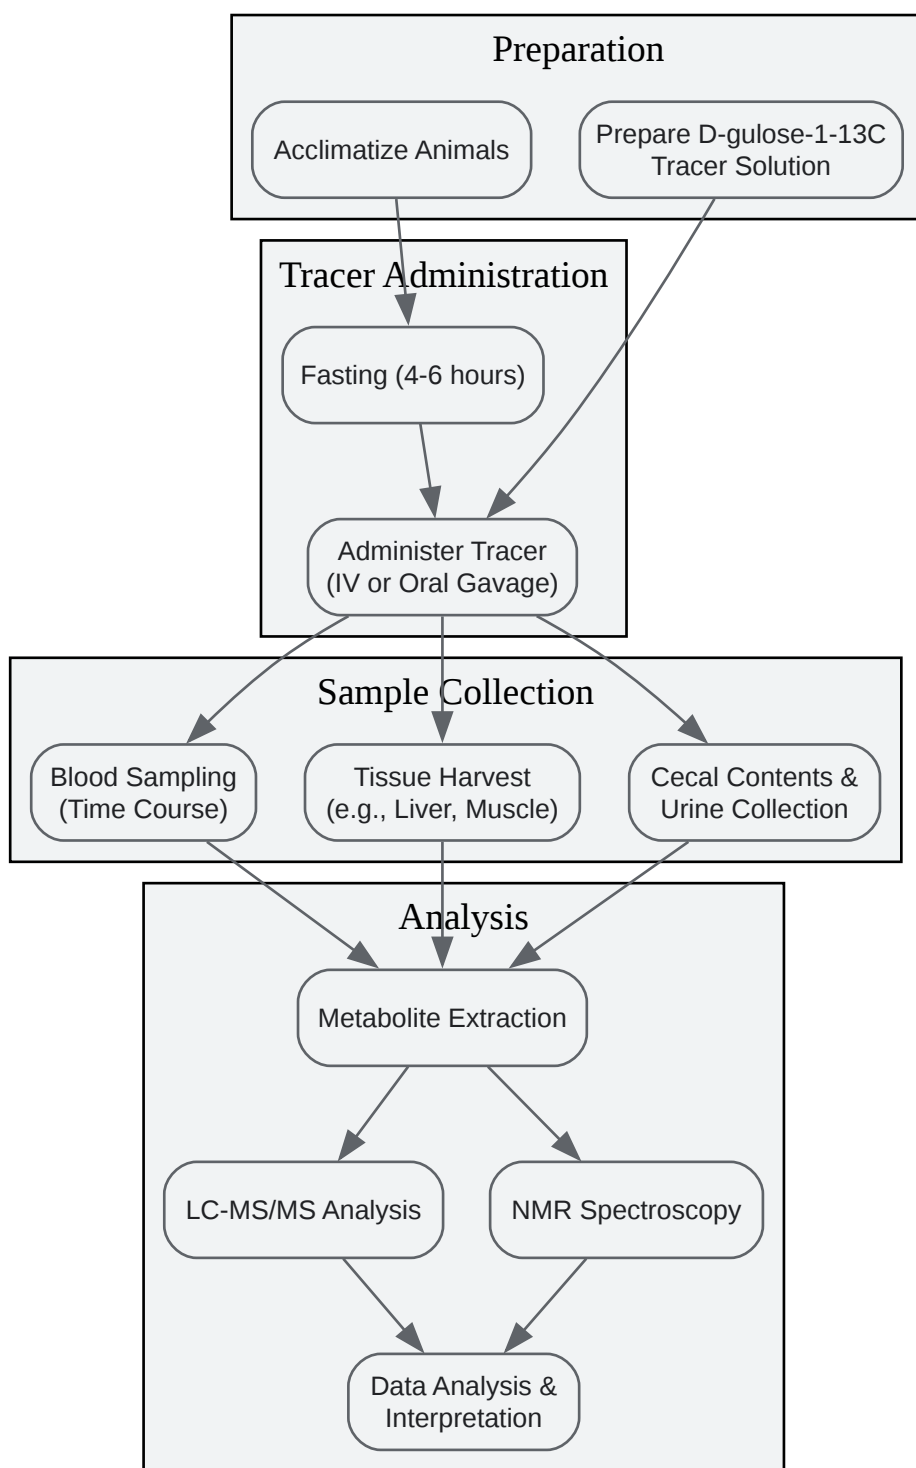 Preparation
Acclimatize Animals
Prepare D-gulose-1-13C
Tracer Solution
Tracer Administration
Fasting (4-6 hours)
Administer Tracer
(IV or Oral Gavage)
Sample Collection
Blood Sampling
(Time Course)
Tissue Harvest
(e.g., Liver, Muscle)
Cecal Contents &
Urine Collection
Analysis
Metabolite Extraction
LC-MS/MS Analysis
NMR Spectroscopy
Data Analysis &
Interpretation